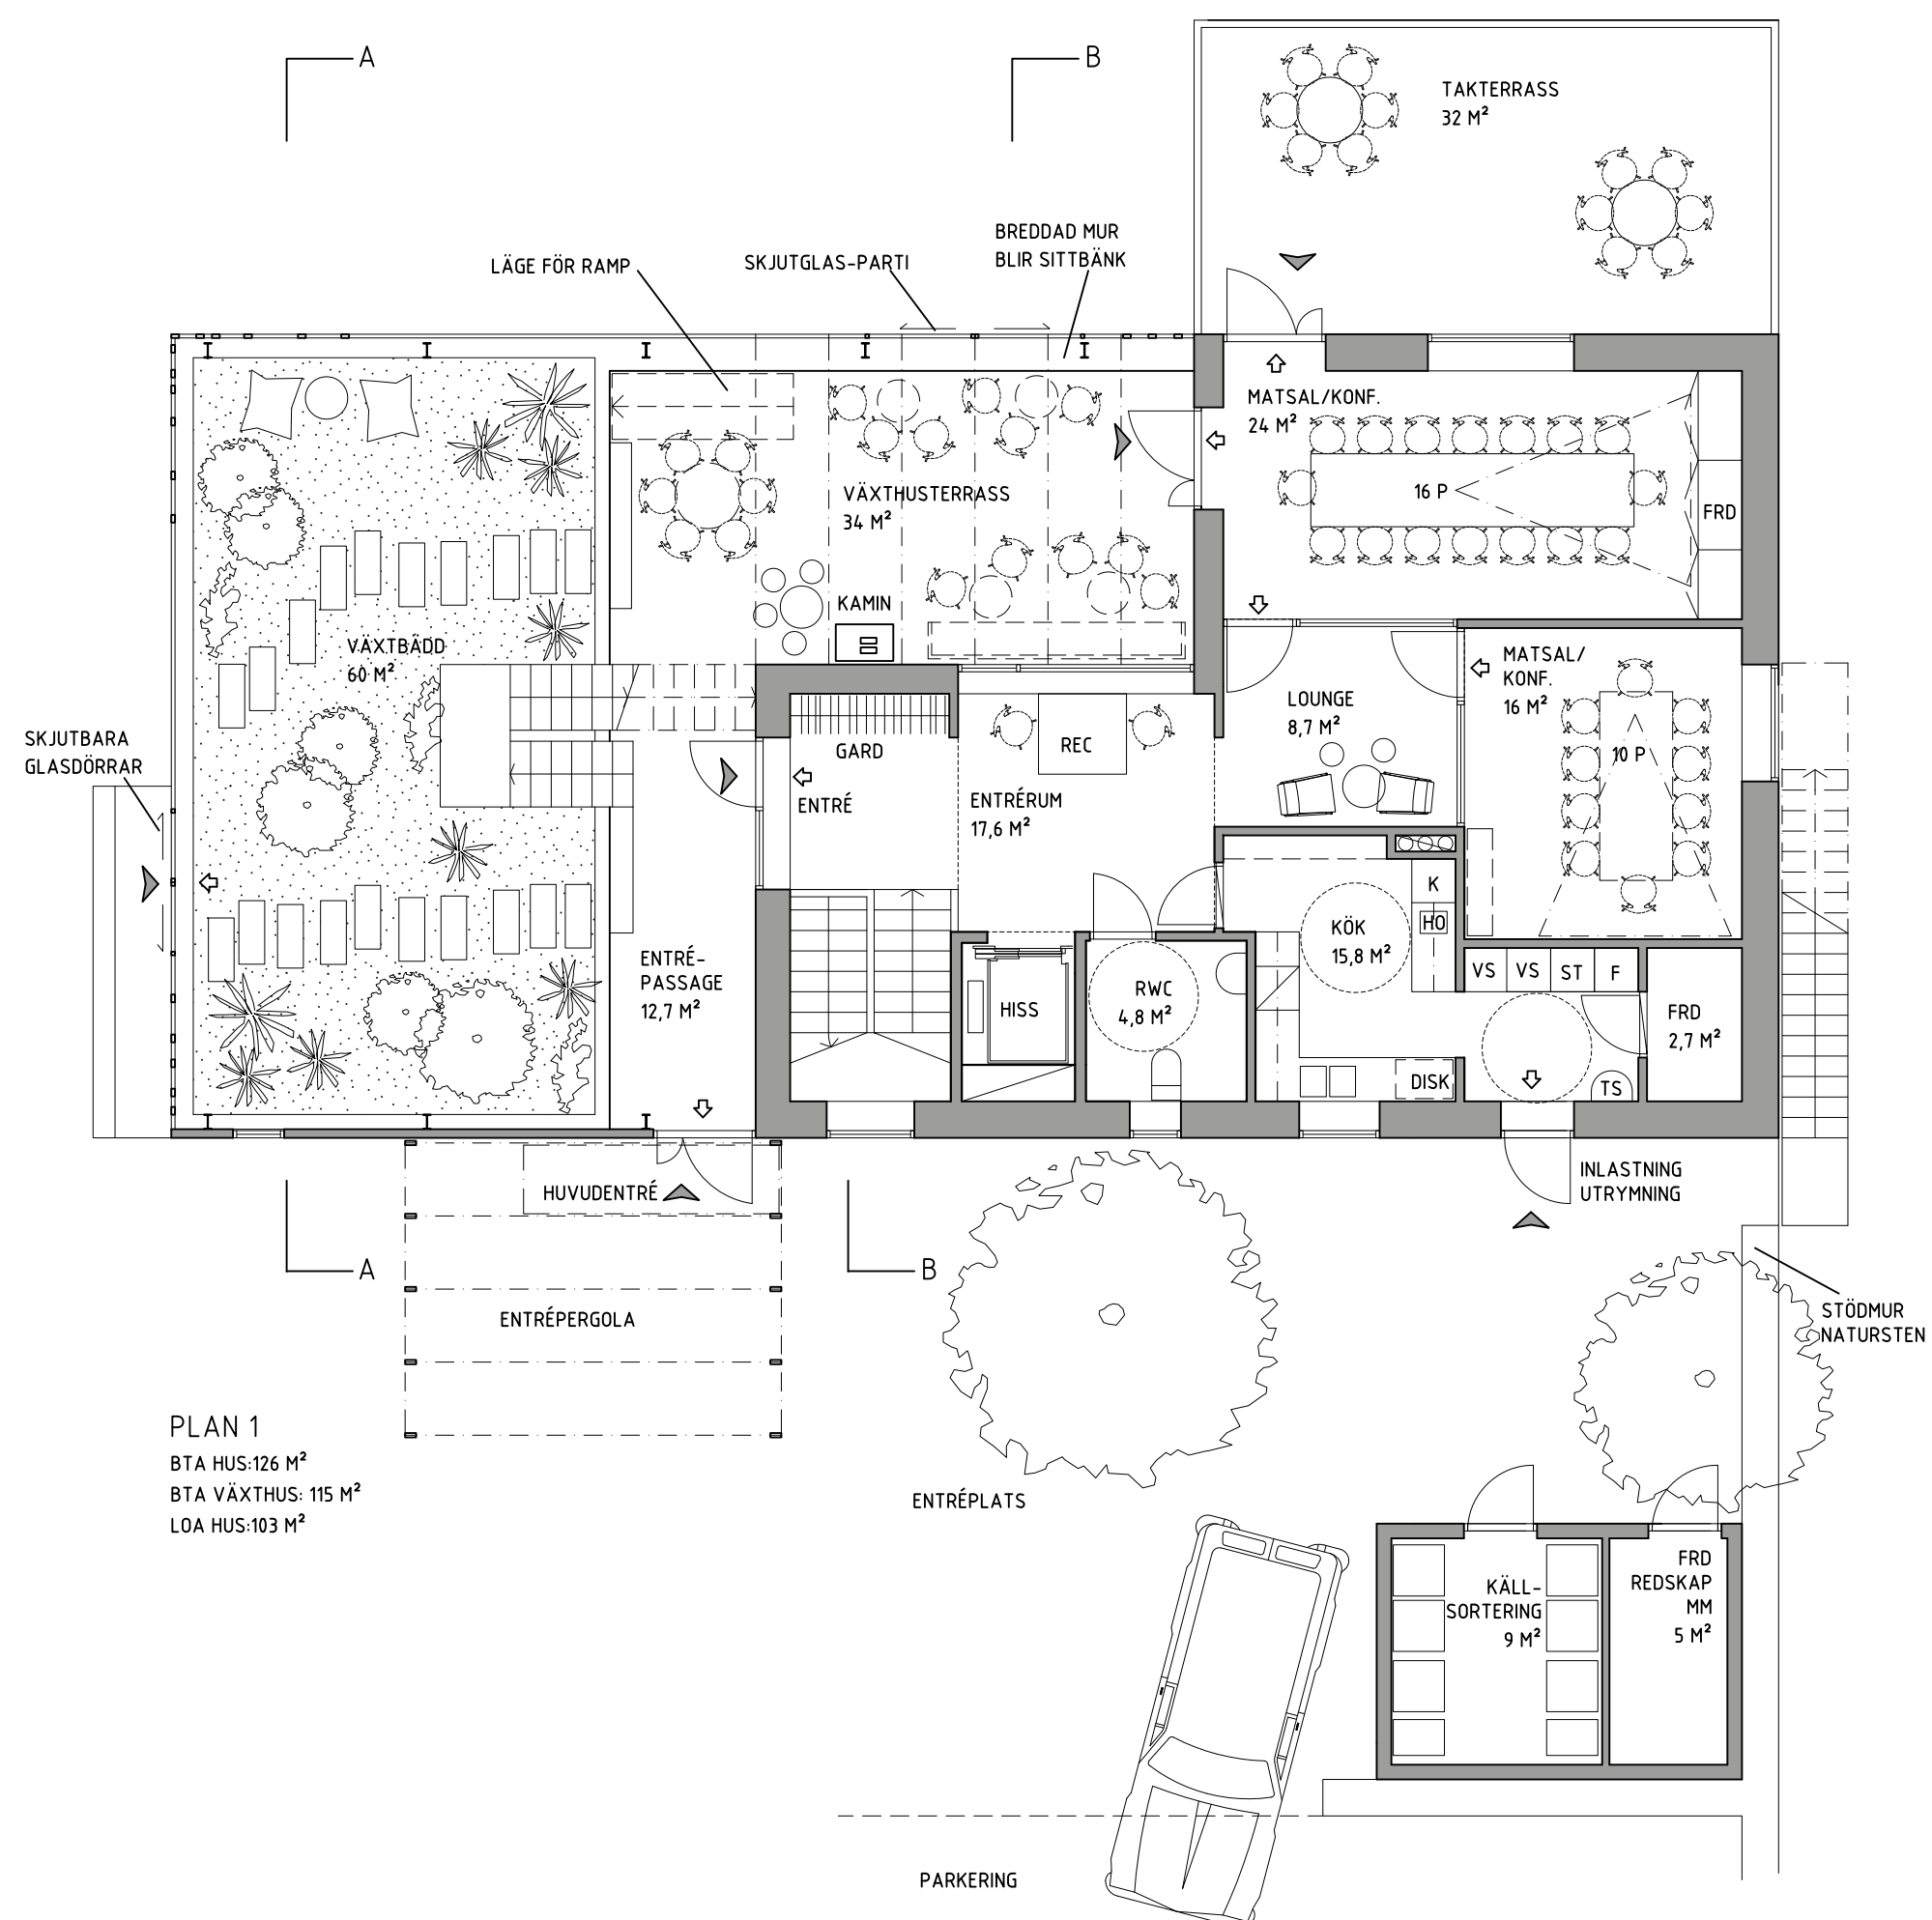 A
B
TAKTERRASS
32 M²
BREDDAD MUR
BLIR SITTBÄNK
SKJUTGLAS-PARTI
LÄGE FÖR RAMP
MATSAL/KONF.
24 M²
16 P
FRD
VÄXTHUSTERRASS
34 M²
KAMIN
VÄXTBÄDD
60 M²
MATSAL/
KONF.
16 M²
10 P
LOUNGE
8,7 M²
SKJUTBARA
GLASDÖRRAR
GARD
REC
ENTRÉ
ENTRÉRUM
17,6 M²
K
HO
KÖK
15,8 M²
ENTRÉ-
PASSAGE
12,7 M²
VS
VS
ST
F
HISS
RWC
4,8 M²
FRD
2,7 M²
DISK
TS
HUVUDENTRÉ
INLASTNING
UTRYMNING
A
B
ENTRÉPERGOLA
STÖDMUR
NATURSTEN
PLAN 1
BTA HUS:126 M²
BTA VÄXTHUS: 115 M²
LOA HUS:103 M²
ENTRÉPLATS
KÄLL-
SORTERING
9 M²
FRD
REDSKAP
MM
5 M²
PARKERING